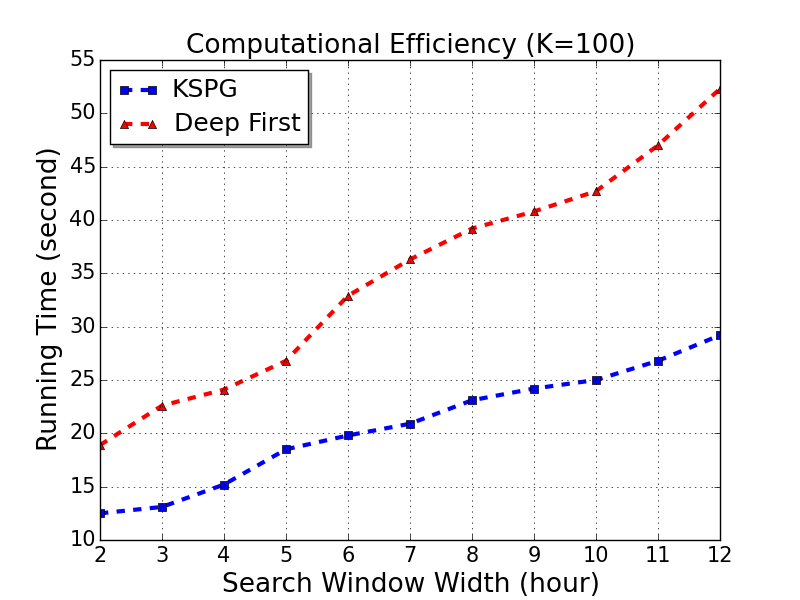 Computational Efficiency (K=100)
KSPG
Deep First
Running Time (second)
55
50
45
40
35
30
25
20
15
10
2 3 4 5 6 7 8 9 10 11 12
Search Window Width (hour)